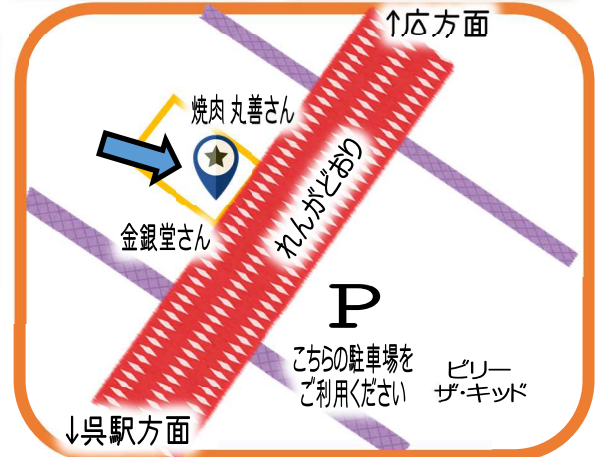 ↑広方面
焼肉 丸善さん
れんがどおり
金銀堂さん
P
こちらの駐車場を
ご利用ください
ビリー
ザ・キッド
↓呉駅方面